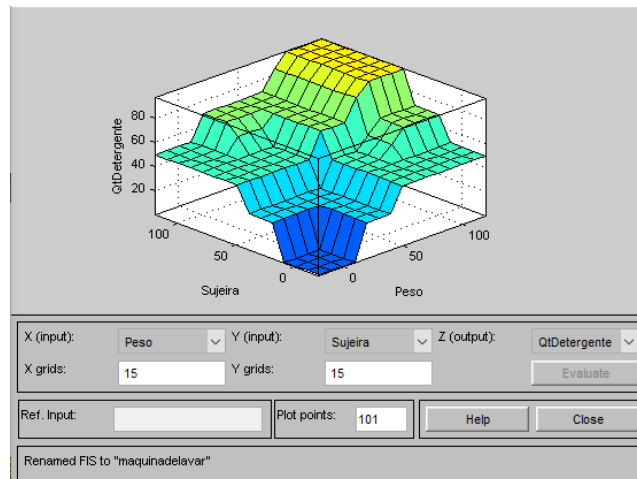 80
60
40
20
QtDetergente
100
50
0
Sujeira
0
50
100
Peso
X (input): Peso Y (input): Sujeira Z (output): QtDetergente
X grids: 15 Y grids: 15 Evaluate
Ref. Input: Plot points: 101 Help Close
Renamed FIS to "maquinadelavar"